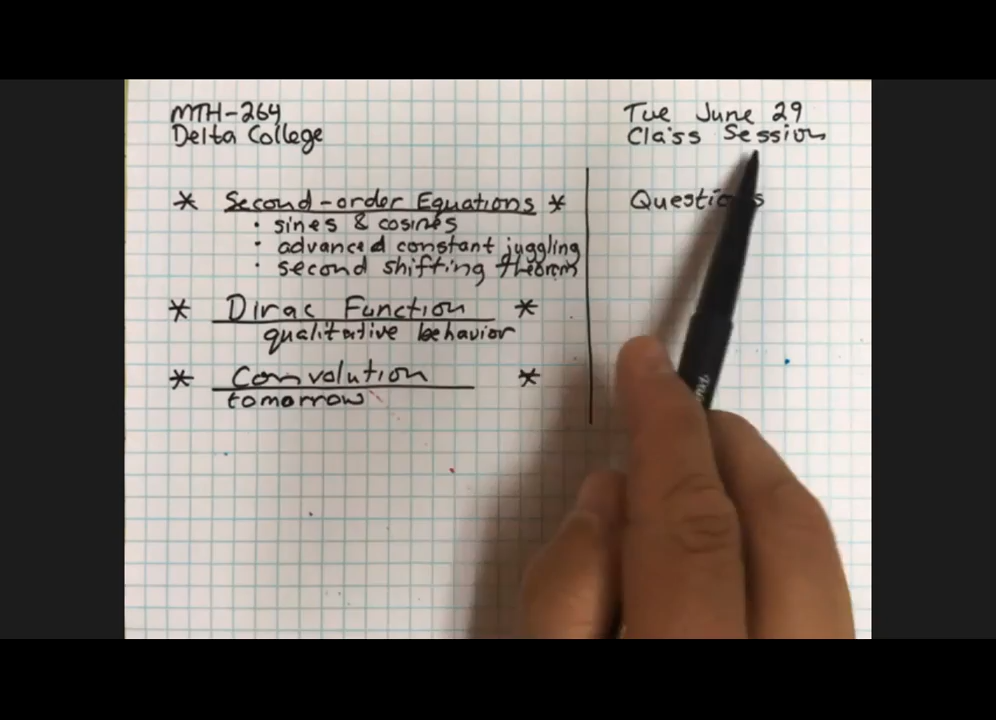 MTH-264
Delta College
Tue June 29
Class Session
* Second-order Equations *
· sines & cosines
· advanced constant juggling
· second shifting theorem
* Dirac Function *
qualitative behavior
* Convolution *
tomorrow
Questions